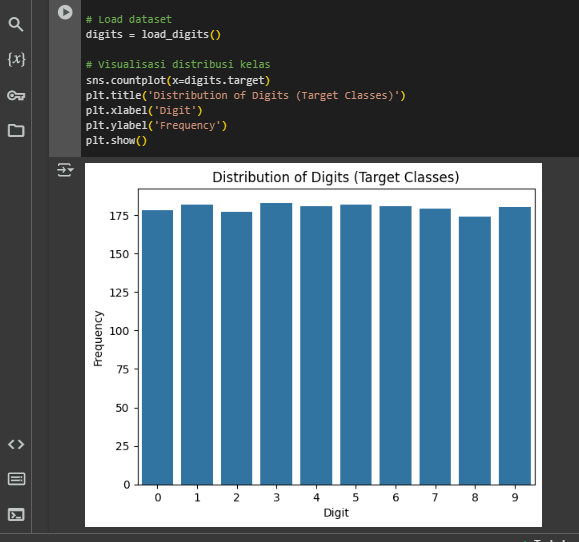 # Load dataset
digits = load_digits()
# Visualisasi distribusi kelas
sns.countplot(x=digits.target)
plt.title('Distribution of Digits (Target Classes)')
plt.xlabel('Digit')
plt.ylabel('Frequency')
plt.show()
{x}
Distribution of Digits (Target Classes)
175
150
125
100
75
50
25
0
Frequency
0 1 2 3 4 5 6 7 8 9
Digit